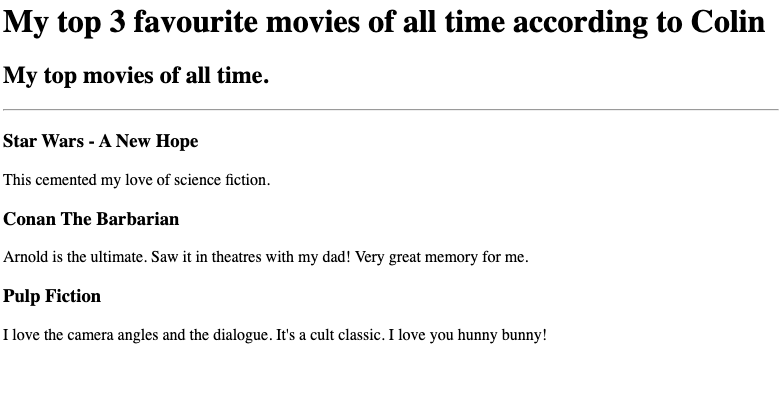 My top 3 favourite movies of all time according to Colin
My top movies of all time.
Star Wars - A New Hope
This cemented my love of science fiction.
Conan The Barbarian
Arnold is the ultimate. Saw it in theatres with my dad! Very great memory for me.
Pulp Fiction
I love the camera angles and the dialogue. It's a cult classic. I love you hunny bunny!